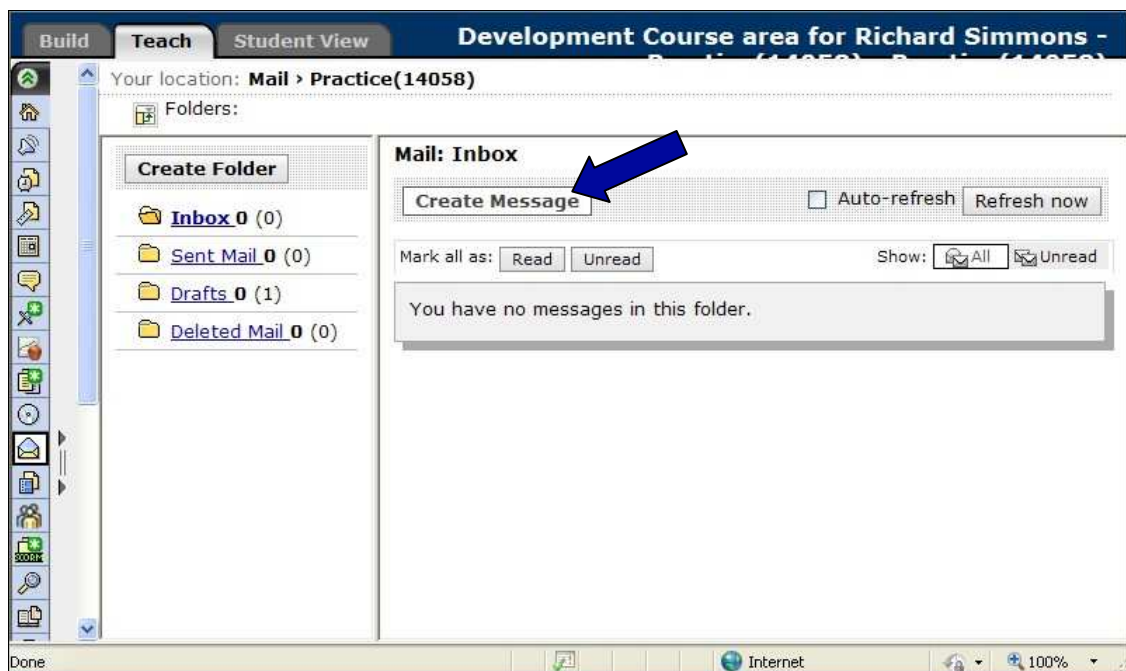 Build Teach Student View Development Course area for Richard Simmons -
Your location: Mail › Practice(14058)
Folders:
Create Folder
Inbox 0 (0)
Sent Mail 0 (0)
Drafts 0 (1)
Deleted Mail 0 (0)
Mail: Inbox
Create Message Auto-refresh Refresh now
Mark all as: Read Unread Show: All Unread
You have no messages in this folder.
SCORM
Done Internet 100%